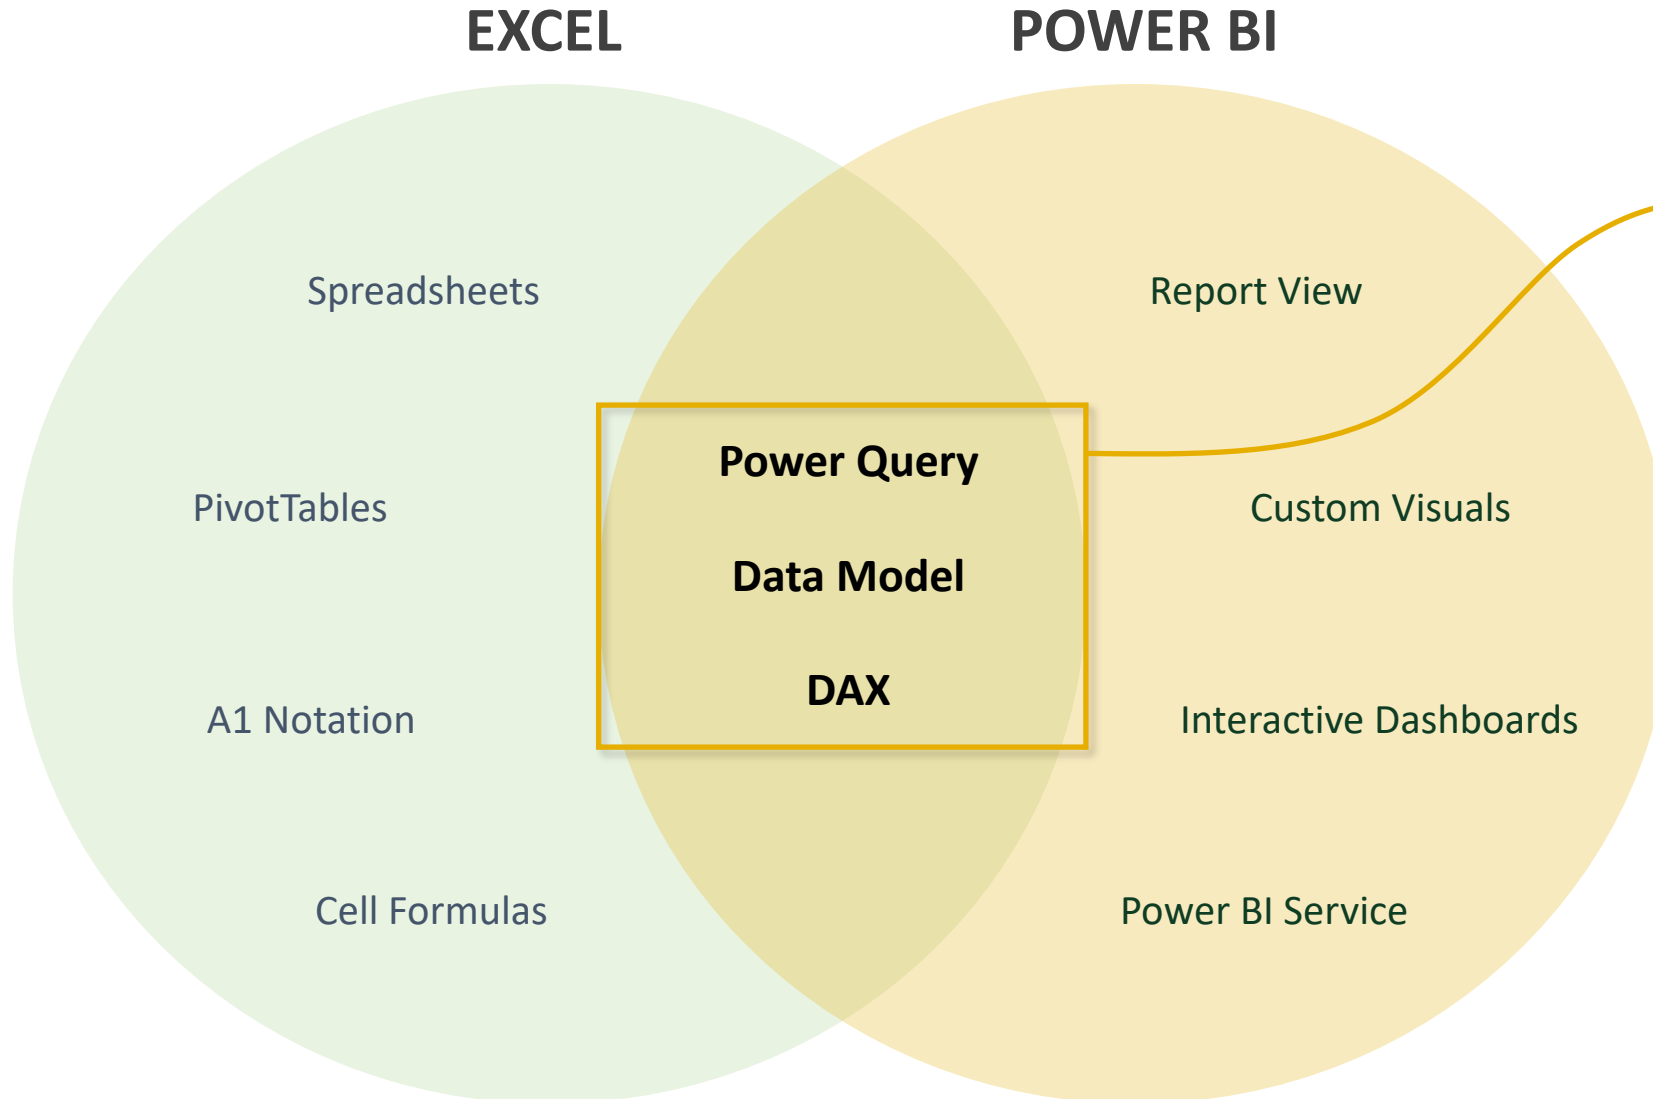 EXCEL
POWER BI
Spreadsheets
PivotTables
A1 Notation
Cell Formulas
Power Query
Data Model
DAX
Report View
Custom Visuals
Interactive Dashboards
Power BI Service